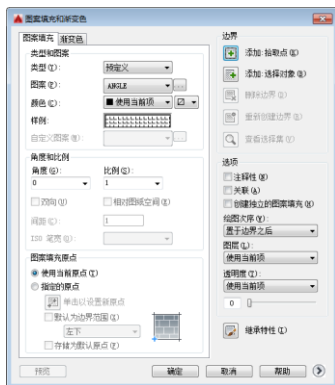 图案填充和渐变色
图案填充 渐变色
类型和图案
类型(Y): 预定义
图案(P): ANGLE ...
颜色(C): 使用当前项
样例:
自定义图案(M): ...
角度和比例
角度(G): 比例(S):
0 1
双向(U) 相对图纸空间(E)
间距(C): 1
ISO 笔宽(O):
图案填充原点
使用当前原点(T)
指定的原点
单击以设置新原点
默认为边界范围(X)
左下
存储为默认原点(F)
边界
添加:拾取点(K)
添加:选择对象(B)
删除边界(D)
重新创建边界(R)
查看选择集(V)
选项
注释性(N)
关联(A)
创建独立的图案填充(H)
绘图次序(W):
置于边界之后
图层(L):
使用当前项
透明度(T):
使用当前项
0
继承特性(I)
预览 确定 取消 帮助